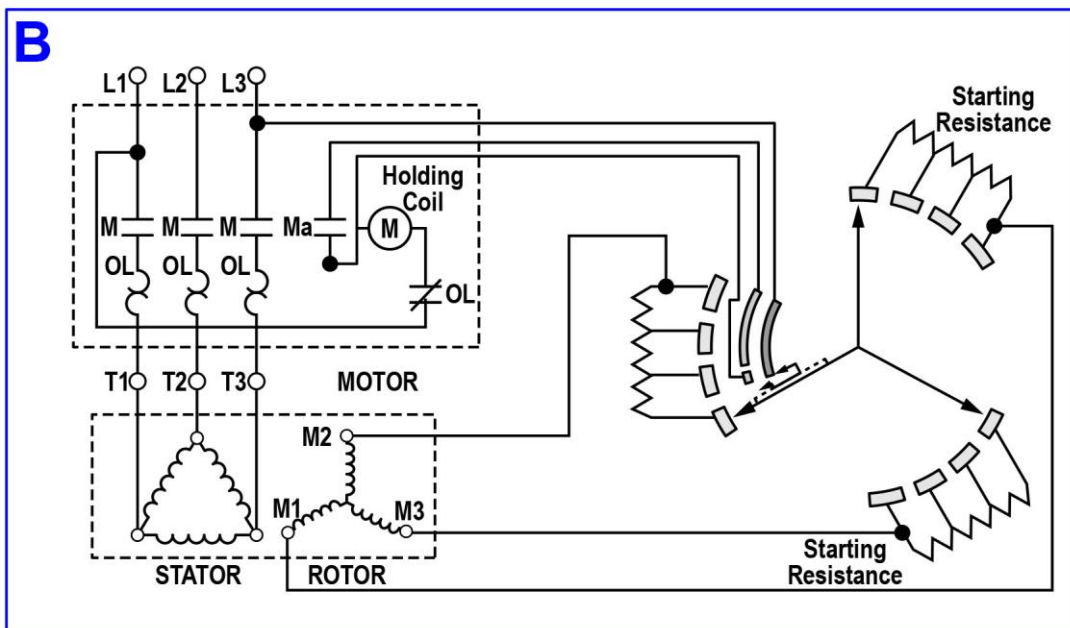 B
L1 L2 L3
Starting
Resistance
Holding
Coil
M M M Ma M
OL OL OL
OL
T1 T2 T3 MOTOR
M2
M1 M3
STATOR ROTOR
Starting
Resistance